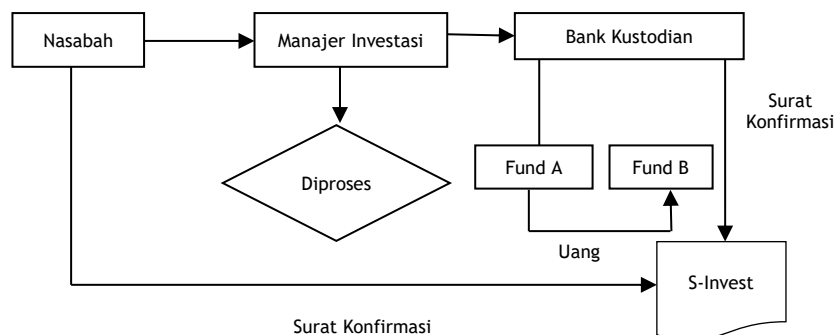 Nasabah
Manajer Investasi
Bank Kustodian
Surat
Konfirmasi
Diproses
Fund A
Fund B
Uang
S-Invest
Surat Konfirmasi